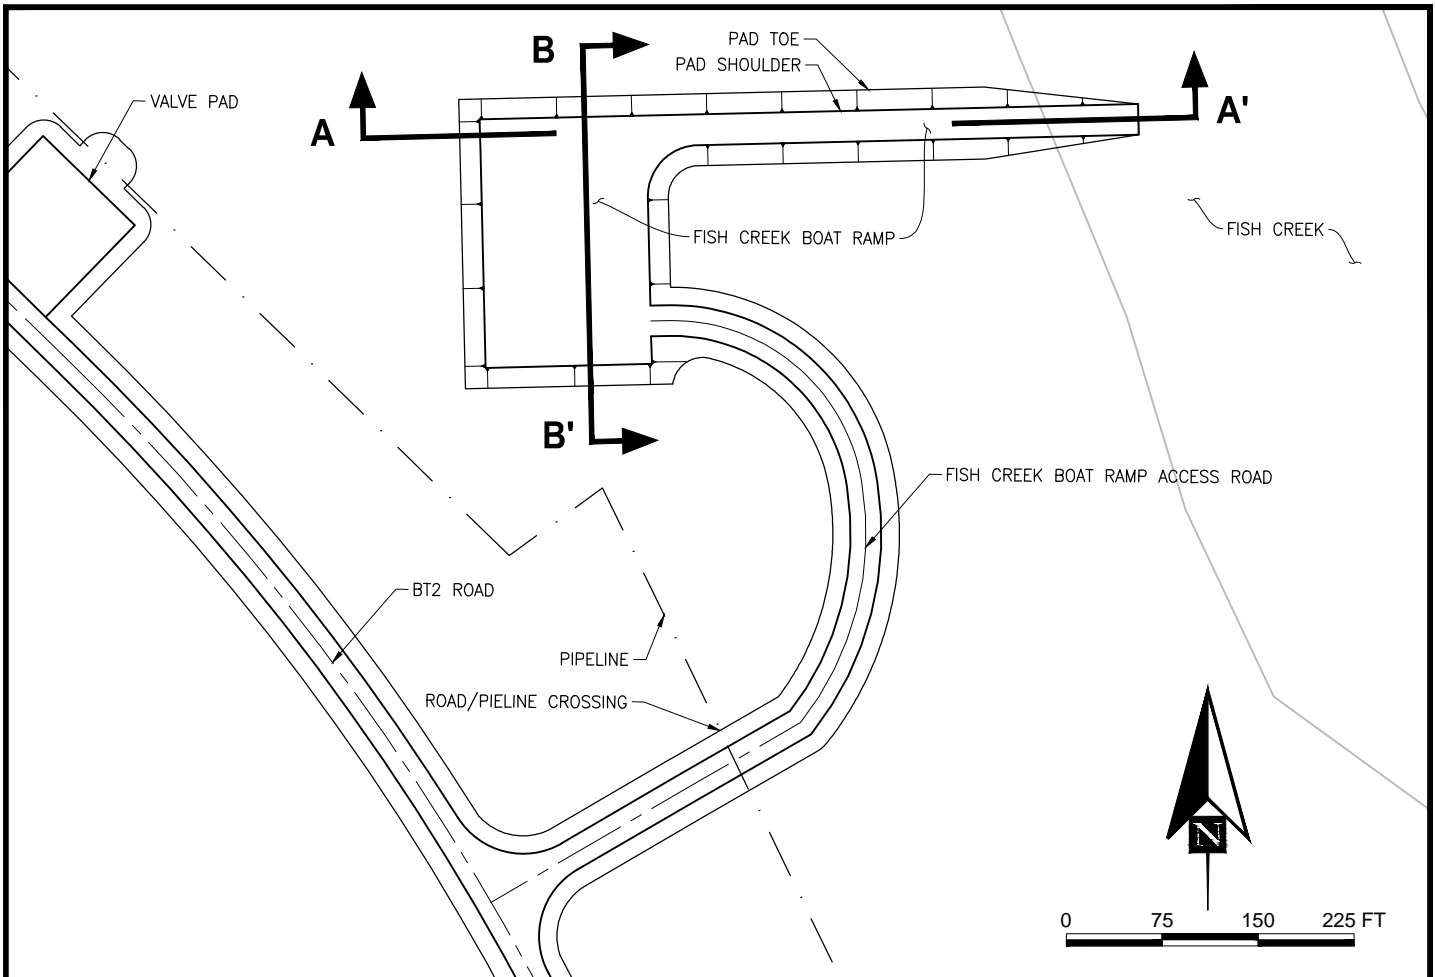 B
PAD TOE
PAD SHOULDER
VALVE PAD
A
A'
FISH CREEK BOAT RAMP
FISH CREEK
B'
FISH CREEK BOAT RAMP ACCESS ROAD
BT2 ROAD
PIPELINE
ROAD/PIELINE CROSSING
N
0 75 150 225 FT